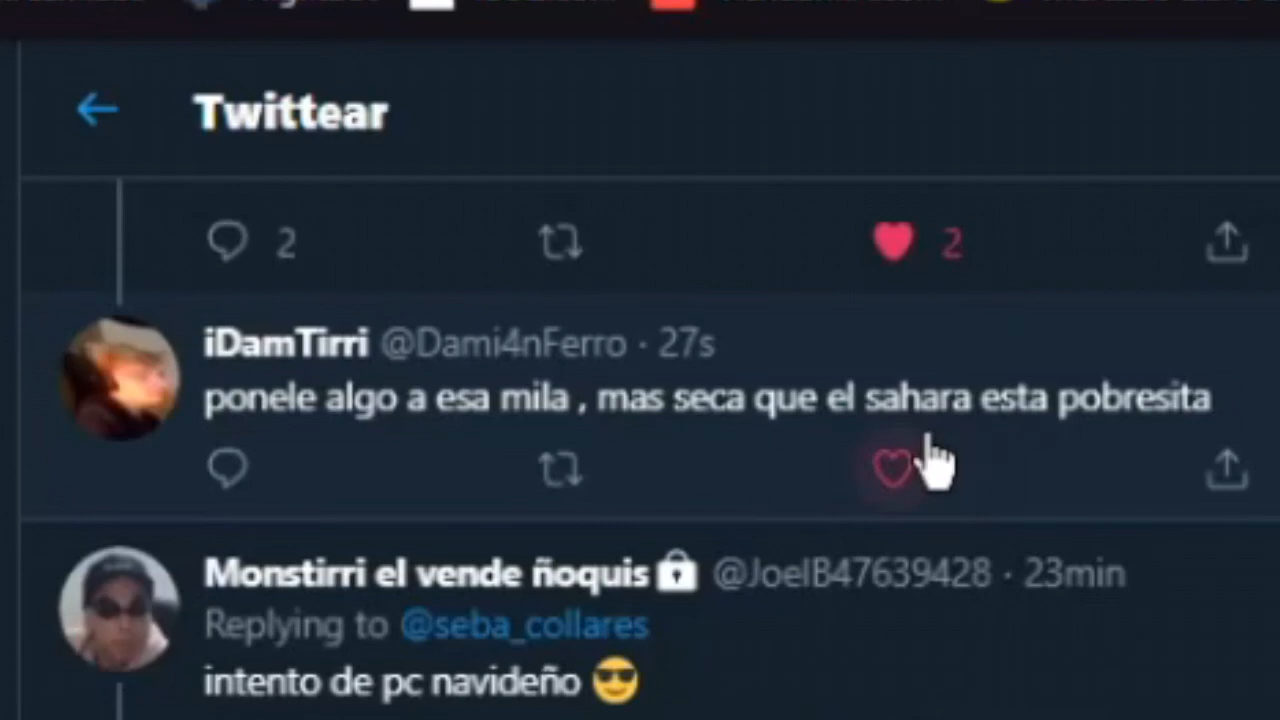 Twittear
2 2
iDamTirri @Dami4nFerro · 27s
ponele algo a esa mila , mas seca que el sahara esta pobresita
Monstirri el vende ñoquis @JoelB47639428 · 23min
Replying to @seba_collares
intento de pc navideño 😎